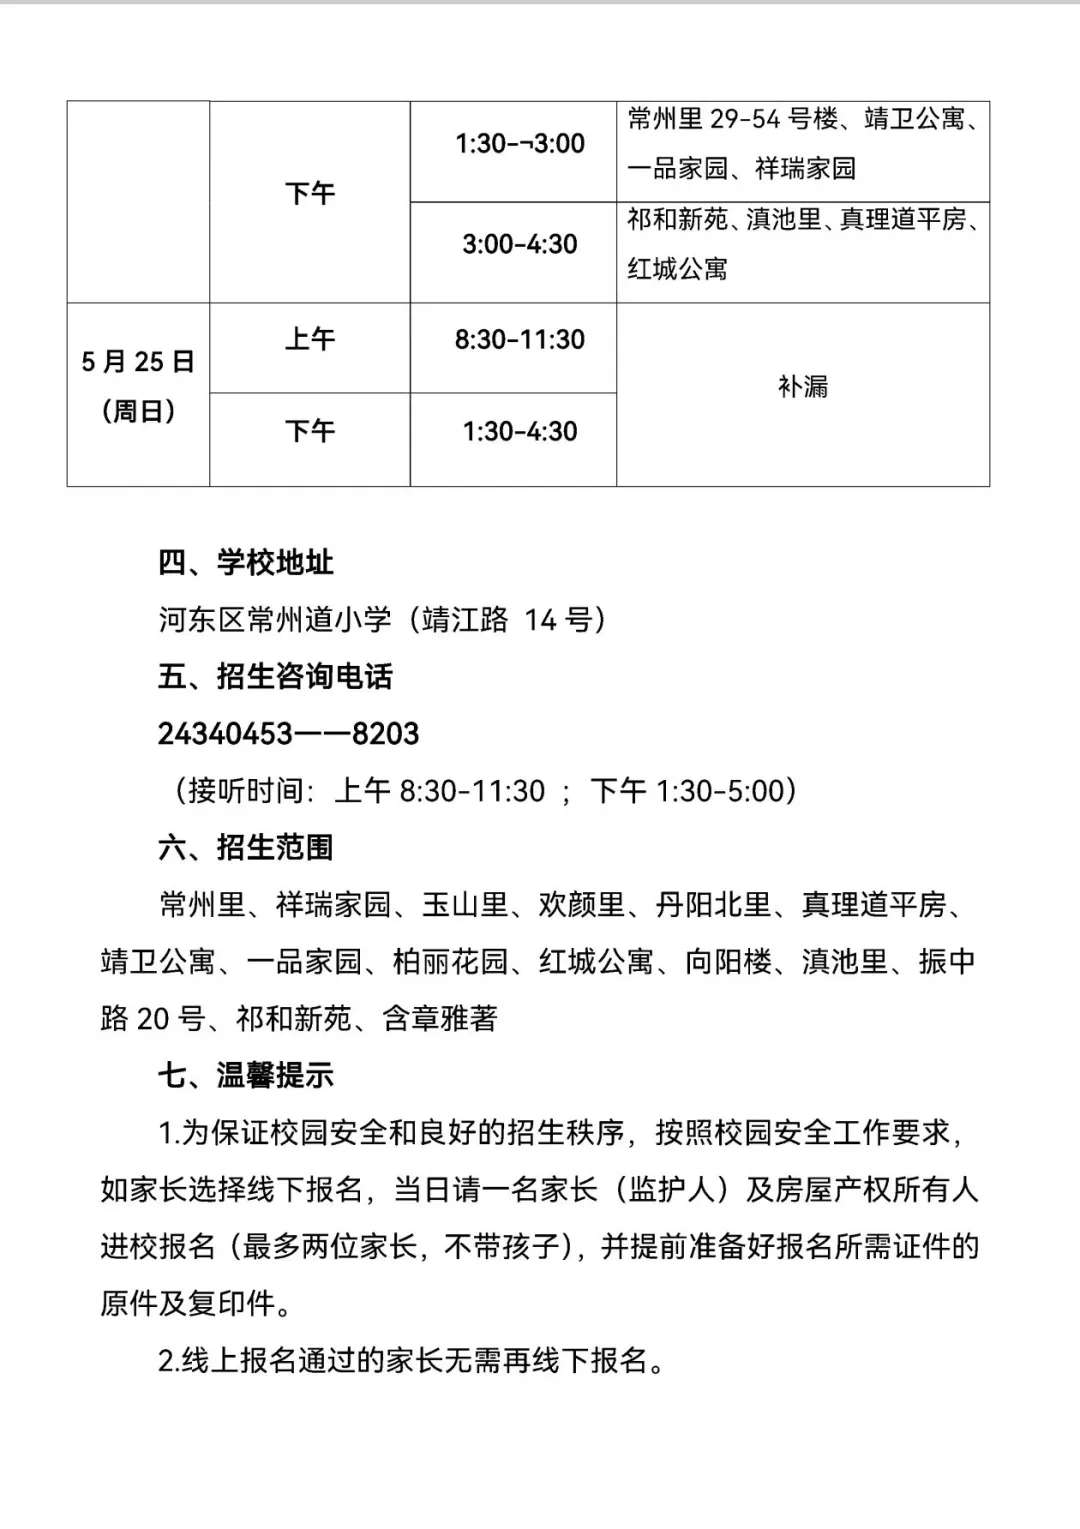 下午
1:30-¬3:00
常州里 29-54 号楼、靖卫公寓、
一品家园、祥瑞家园
3:00-4:30
祁和新苑、滇池里、真理道平房、
红城公寓
5 月 25 日
（周日）
上午
8:30-11:30
补漏
下午
1:30-4:30
四、学校地址
河东区常州道小学（靖江路 14 号）
五、招生咨询电话
24340453——8203
（接听时间：上午 8:30-11:30 ；下午 1:30-5:00）
六、招生范围
常州里、祥瑞家园、玉山里、欢颜里、丹阳北里、真理道平房、
靖卫公寓、一品家园、柏丽花园、红城公寓、向阳楼、滇池里、振中
路 20 号、祁和新苑、含章雅著
七、温馨提示
1.为保证校园安全和良好的招生秩序，按照校园安全工作要求，
如家长选择线下报名，当日请一名家长（监护人）及房屋产权所有人
进校报名（最多两位家长，不带孩子），并提前准备好报名所需证件的
原件及复印件。
2.线上报名通过的家长无需再线下报名。